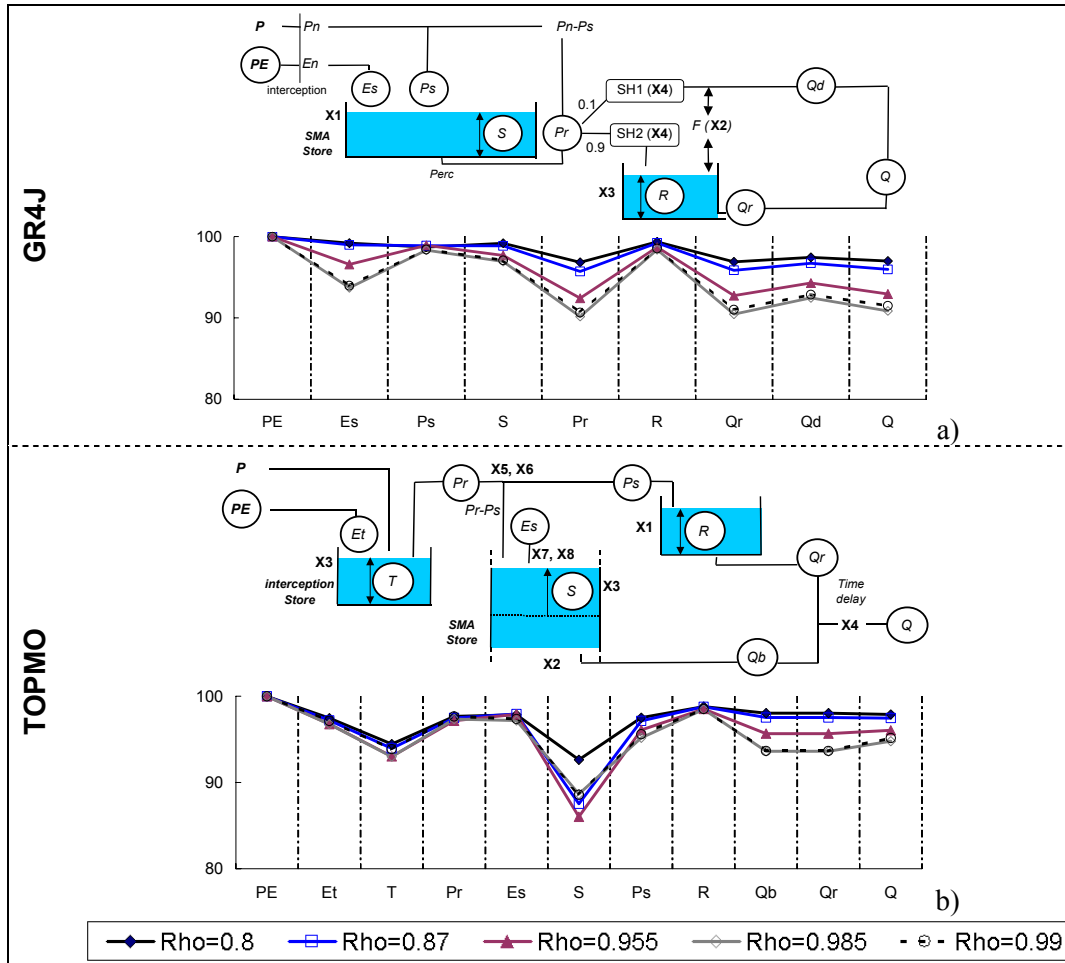 GR4J
P
Pn
Pn-Ps
PE
En
interception
Es
Ps
X1
SMA
Store
S
Perc
Pr
0.1
0.9
SH1 (X4)
SH2 (X4)
F (X2)
Qd
Q
X3
R
Qr
100
90
80
PE Es Ps S Pr R Qr Qd Q
a)
TOPMO
P
PE
Et
X3
interception
Store
T
Pr
X5, X6
Pr-Ps
Es
X7, X8
S
X3
SMA
Store
X2
Ps
X1
R
Qr
Time
delay
X4
Q
Qb
100
90
80
PE Et T Pr Es S Ps R Qb Qr Q
b)
Rho=0.8 Rho=0.87 Rho=0.955 Rho=0.985 Rho=0.99